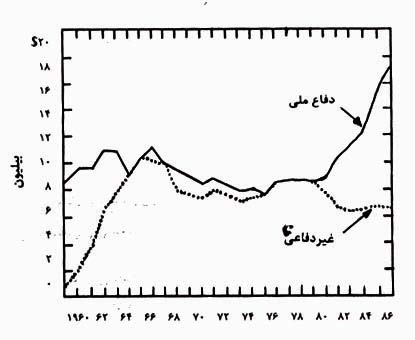 $۲۰
۱۸
۱۶
۱۴
۱۲
۱۰
۸
۶
۴
۲
۰
بیلیون
دفاع ملی
غیردفاعی
۱۹۶۰ ۶۲ ۶۴ ۶۶ ۶۸ ۷۰ ۷۲ ۷۴ ۷۶ ۷۸ ۸۰ ۸۲ ۸۴ ۸۶